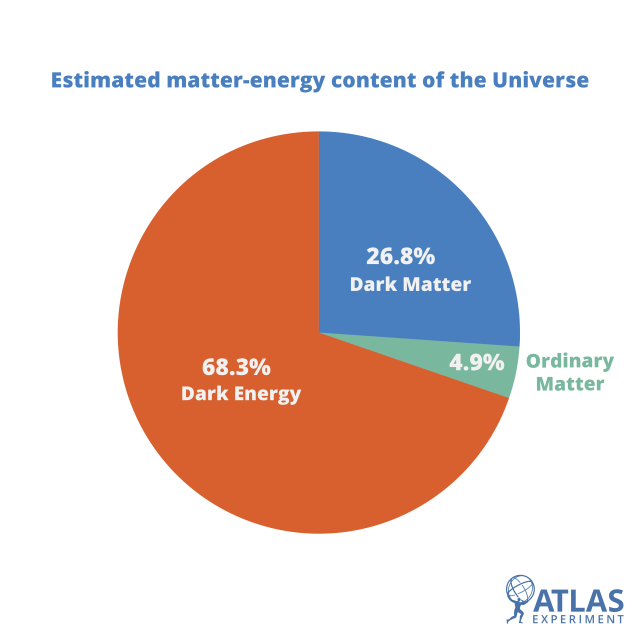 Estimated matter-energy content of the Universe
26.8%
Dark Matter
4.9%
Ordinary
Matter
68.3%
Dark Energy
ATLAS
EXPERIMENT